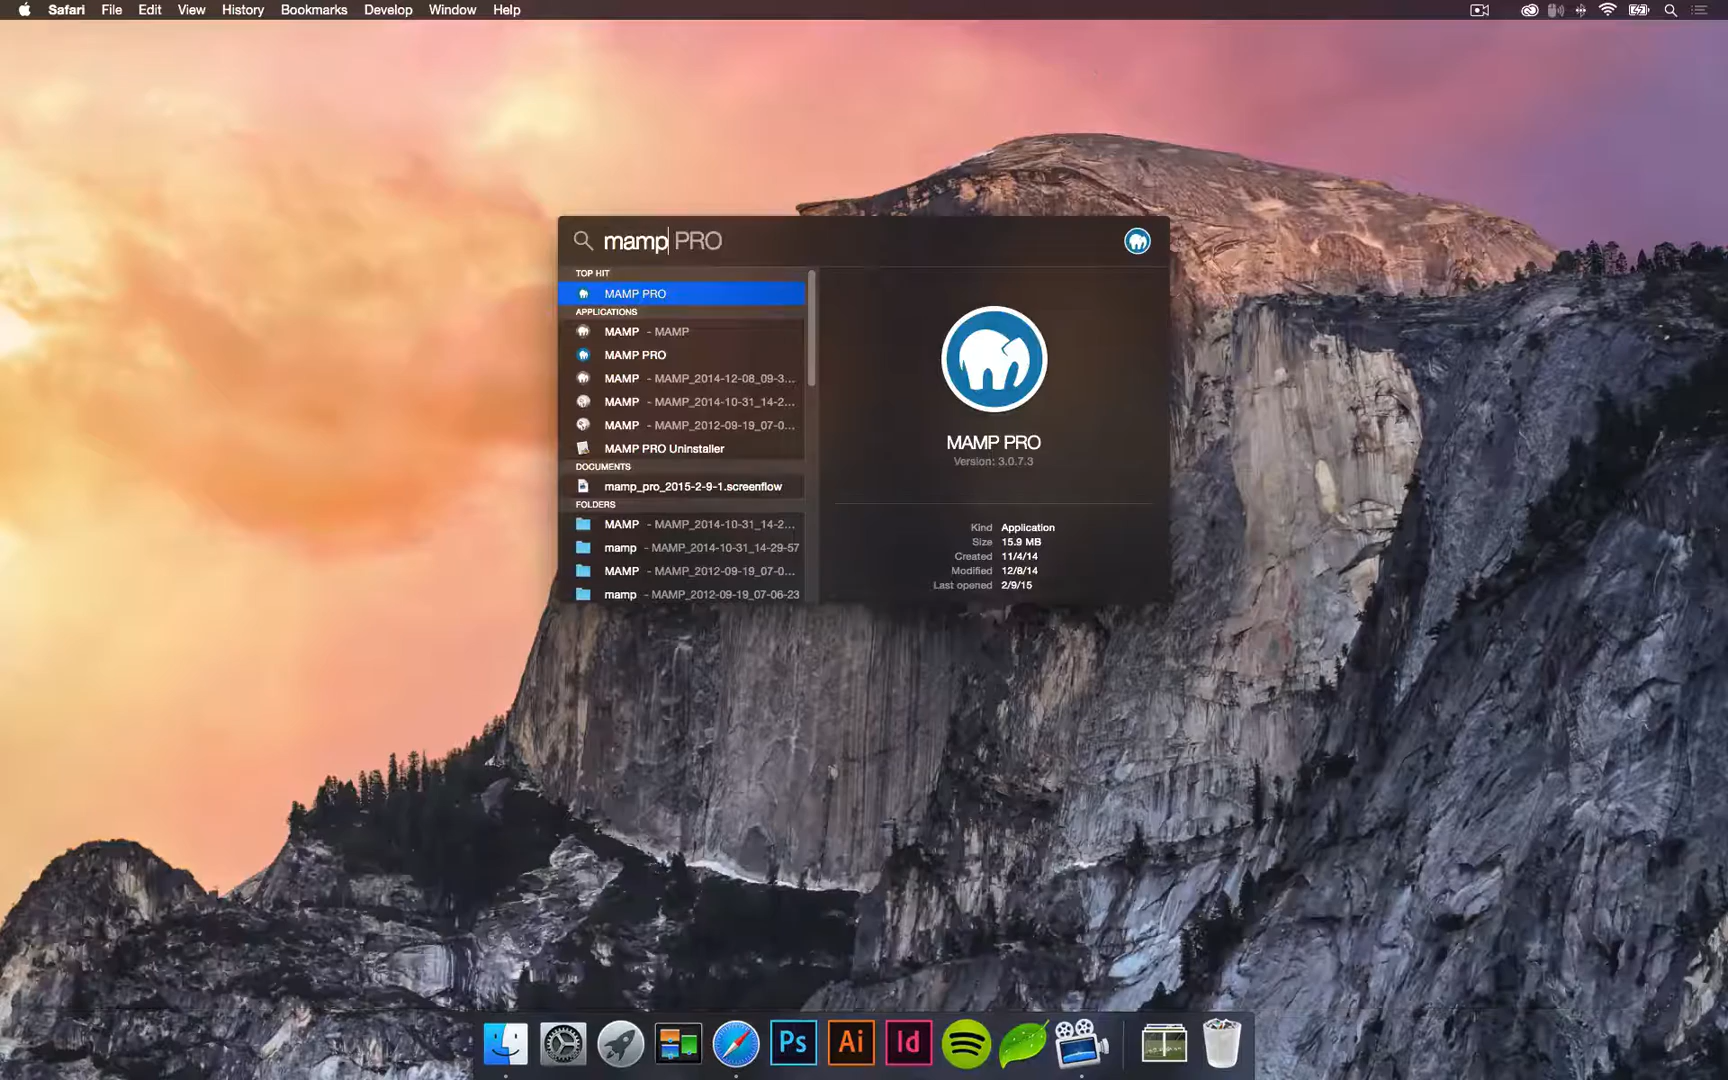 Safari File Edit View History Bookmarks Develop Window Help
mamp PRO
TOP HIT
MAMP PRO
APPLICATIONS
MAMP - MAMP
MAMP PRO
MAMP - MAMP_2014-12-08_09-3...
MAMP - MAMP_2014-10-31_14-2...
MAMP - MAMP_2012-09-19_07-0...
MAMP PRO Uninstaller
DOCUMENTS
mamp_pro_2015-2-9-1.screenflow
FOLDERS
MAMP - MAMP_2014-10-31_14-2...
mamp - MAMP_2014-10-31_14-29-57
MAMP - MAMP_2012-09-19_07-0...
mamp - MAMP_2012-09-19_07-06-23
MAMP PRO
Version: 3.0.7.3
Kind Application
Size 15.9 MB
Created 11/4/14
Modified 12/8/14
Last opened 2/9/15
Ps Ai Id